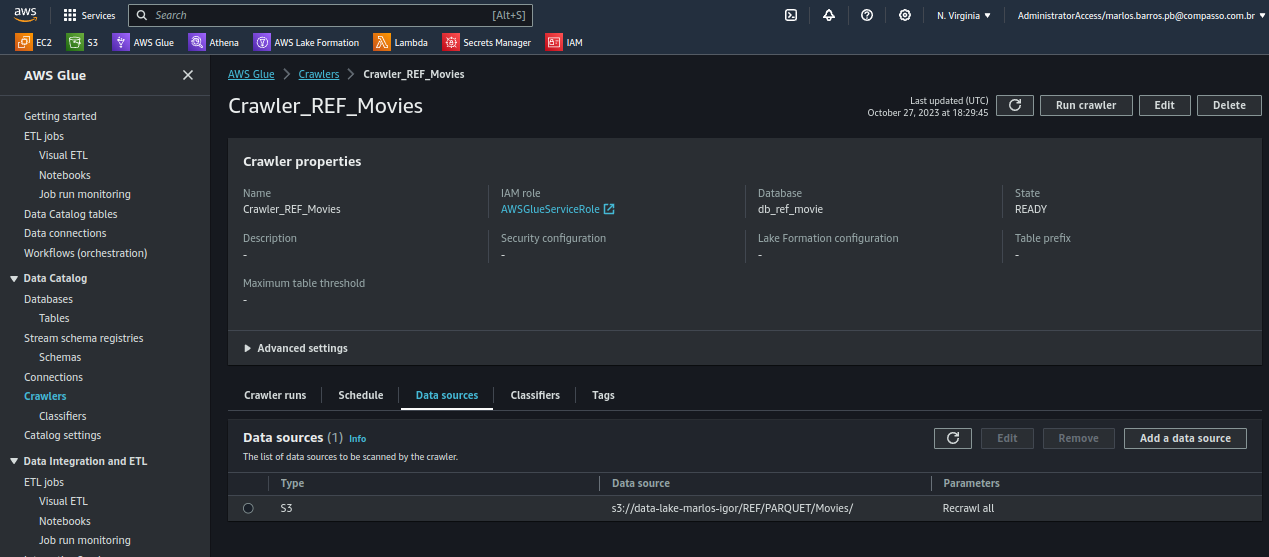 aws Services Search [Alt+S] N. Virginia AdministratorAccess/marlos.barros.pb@compasso.com.br
EC2 S3 AWS Glue Athena AWS Lake Formation Lambda Secrets Manager IAM
AWS Glue
Getting started
ETL jobs
Visual ETL
Notebooks
Job run monitoring
Data Catalog tables
Data connections
Workflows (orchestration)
Data Catalog
Databases
Tables
Stream schema registries
Schemas
Connections
Crawlers
Classifiers
Catalog settings
Data Integration and ETL
ETL jobs
Visual ETL
Notebooks
Job run monitoring
AWS Glue Crawlers Crawler_REF_Movies
Crawler_REF_Movies
Last updated (UTC)
October 27, 2023 at 18:29:45
Run crawler Edit Delete
Crawler properties
Name
Crawler_REF_Movies
IAM role
AWSGlueServiceRole
Database
db_ref_movie
State
READY
Description
-
Security configuration
-
Lake Formation configuration
-
Table prefix
-
Maximum table threshold
-
Advanced settings
Crawler runs Schedule Data sources Classifiers Tags
Data sources (1) Info
The list of data sources to be scanned by the crawler.
Edit Remove Add a data source
Type Data source Parameters
S3 s3://data-lake-marlos-igor/REF/PARQUET/Movies/ Recrawl all